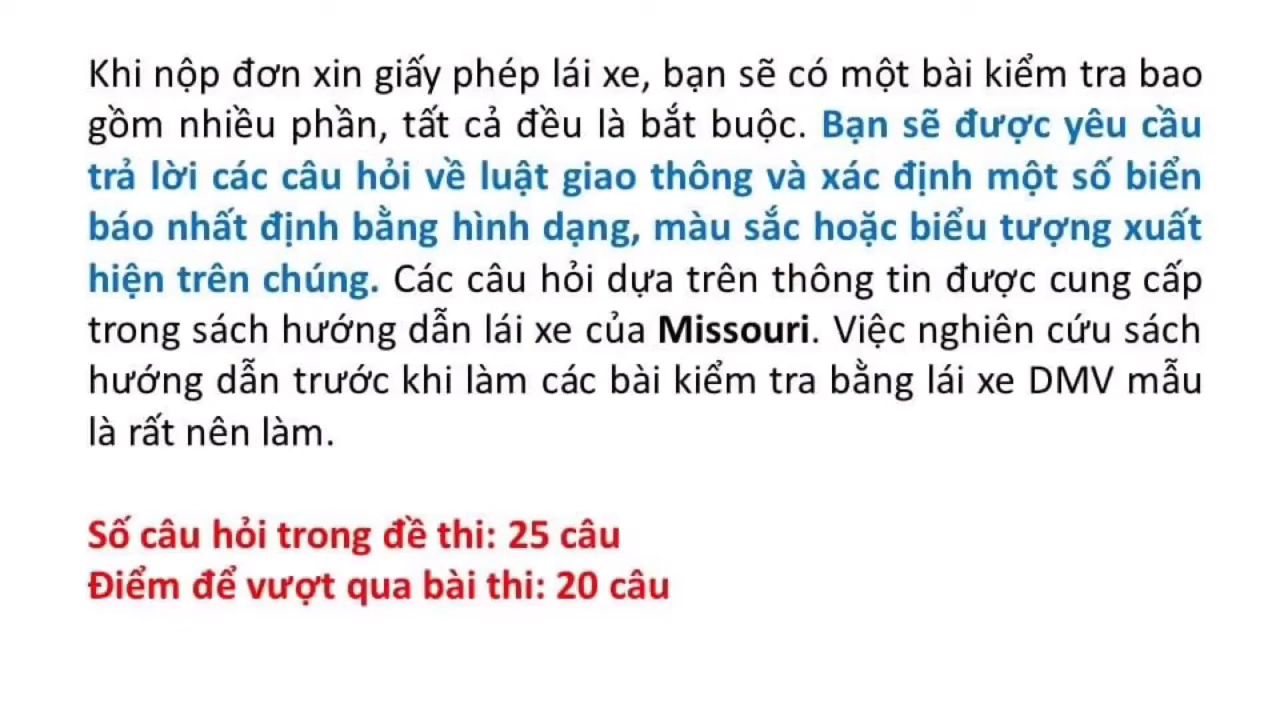 Khi nộp đơn xin giấy phép lái xe, bạn sẽ có một bài kiểm tra bao
gồm nhiều phần, tất cả đều là bắt buộc. Bạn sẽ được yêu cầu
trả lời các câu hỏi về luật giao thông và xác định một số biển
báo nhất định bằng hình dạng, màu sắc hoặc biểu tượng xuất
hiện trên chúng. Các câu hỏi dựa trên thông tin được cung cấp
trong sách hướng dẫn lái xe của Missouri. Việc nghiên cứu sách
hướng dẫn trước khi làm các bài kiểm tra bằng lái xe DMV mẫu
là rất nên làm.
Số câu hỏi trong đề thi: 25 câu
Điểm để vượt qua bài thi: 20 câu